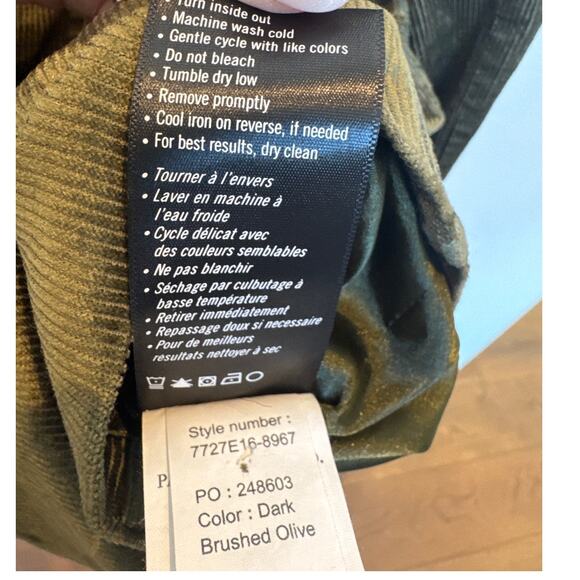 Turn inside out
• Machine wash cold
• Gentle cycle with like colors
• Do not bleach
• Tumble dry low
• Remove promptly
• Cool iron on reverse, if needed
• For best results, dry clean
• Tourner à l'envers
• Laver en machine à
l'eau froide
• Cycle délicat avec
des couleurs semblables
• Ne pas blanchir
• Séchage par culbutage à
basse température
• Retirer immédiatement
• Repassage doux si necessaire
• Pour de meilleurs
resultats nettoyer à sec
Style number :
7727E16-8967
PO : 248603
Color : Dark
Brushed Olive